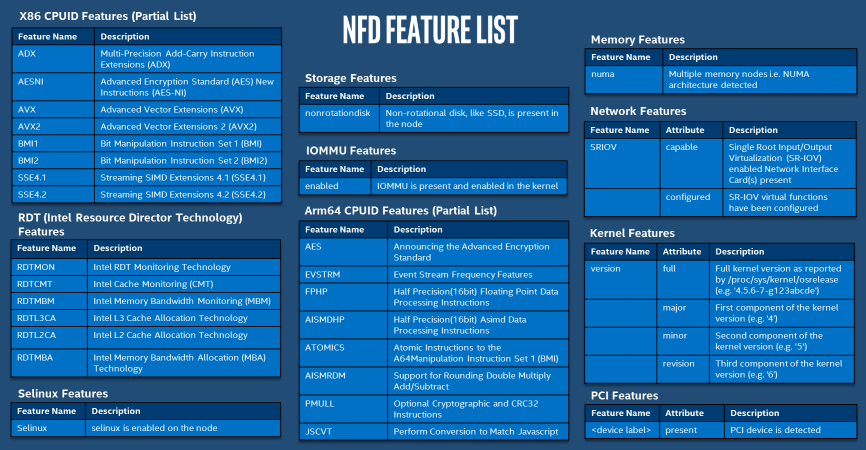 X86 CPUID Features (Partial List)
Feature Name Description
ADX Multi-Precision Add-Carry Instruction
Extensions (ADX)
AESNI Advanced Encryption Standard (AES) New
Instructions (AES-NI)
AVX Advanced Vector Extensions (AVX)
AVX2 Advanced Vector Extensions 2 (AVX2)
BMI1 Bit Manipulation Instruction Set 1 (BMI)
BMI2 Bit Manipulation Instruction Set 2 (BMI2)
SSE4.1 Streaming SIMD Extensions 4.1 (SSE4.1)
SSE4.2 Streaming SIMD Extensions 4.2 (SSE4.2)
RDT (Intel Resource Director Technology)
Features
Feature Name Description
RDTMON Intel RDT Monitoring Technology
RDTCMT Intel Cache Monitoring (CMT)
RDTMBM Intel Memory Bandwidth Monitoring (MBM)
RDTL3CA Intel L3 Cache Allocation Technology
RDTL2CA Intel L2 Cache Allocation Technology
RDTMBA Intel Memory Bandwidth Allocation (MBA)
Technology
Selinux Features
Feature Name Description
Selinux selinux is enabled on the node
NFD FEATURE LIST
Storage Features
Feature Name Description
nonrotationdisk Non-rotational disk, like SSD, is present in
the node
IOMMU Features
Feature Name Description
enabled IOMMU is present and enabled in the kernel
Arm64 CPUID Features (Partial List)
Feature Name Description
AES Announcing the Advanced Encryption
Standard
EVSTRM Event Stream Frequency Features
FPHP Half Precision(16bit) Floating Point Data
Processing Instructions
AISMDHP Half Precision(16bit) Asimd Data
Processing Instructions
ATOMICS Atomic Instructions to the
A64Manipulation Instruction Set 1 (BMI)
AISMRDM Support for Rounding Double Multiply
Add/Subtract
PMULL Optional Cryptographic and CRC32
Instructions
JSCVT Perform Conversion to Match Javascript
Memory Features
Feature Name Description
numa Multiple memory nodes i.e. NUMA
architecture detected
Network Features
Feature Name Attribute Description
SRIOV capable Single Root Input/Output
Virtualization (SR-IOV)
enabled Network Interface
Card(s) present
configured SR-IOV virtual functions
have been configured
Kernel Features
Feature Name Attribute Description
version full Full kernel version as reported
by /proc/sys/kernel/osrelease
(e.g. '4.5.6-7-g123abcde')
major First component of the kernel
version (e.g. '4')
minor Second component of the
kernel version (e.g. '5')
revision Third component of the kernel
version (e.g. '6')
PCI Features
Feature Name Attribute Description
<device label> present PCI device is detected